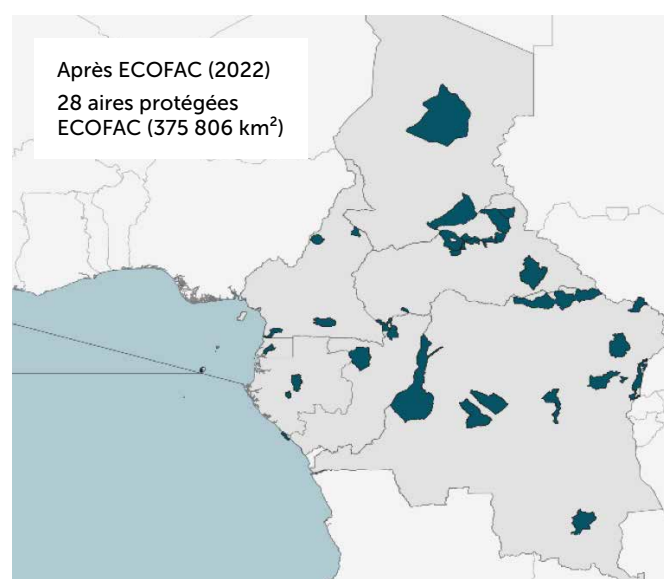 Après ECOFAC (2022)
28 aires protégées
ECOFAC (375 806 km²)